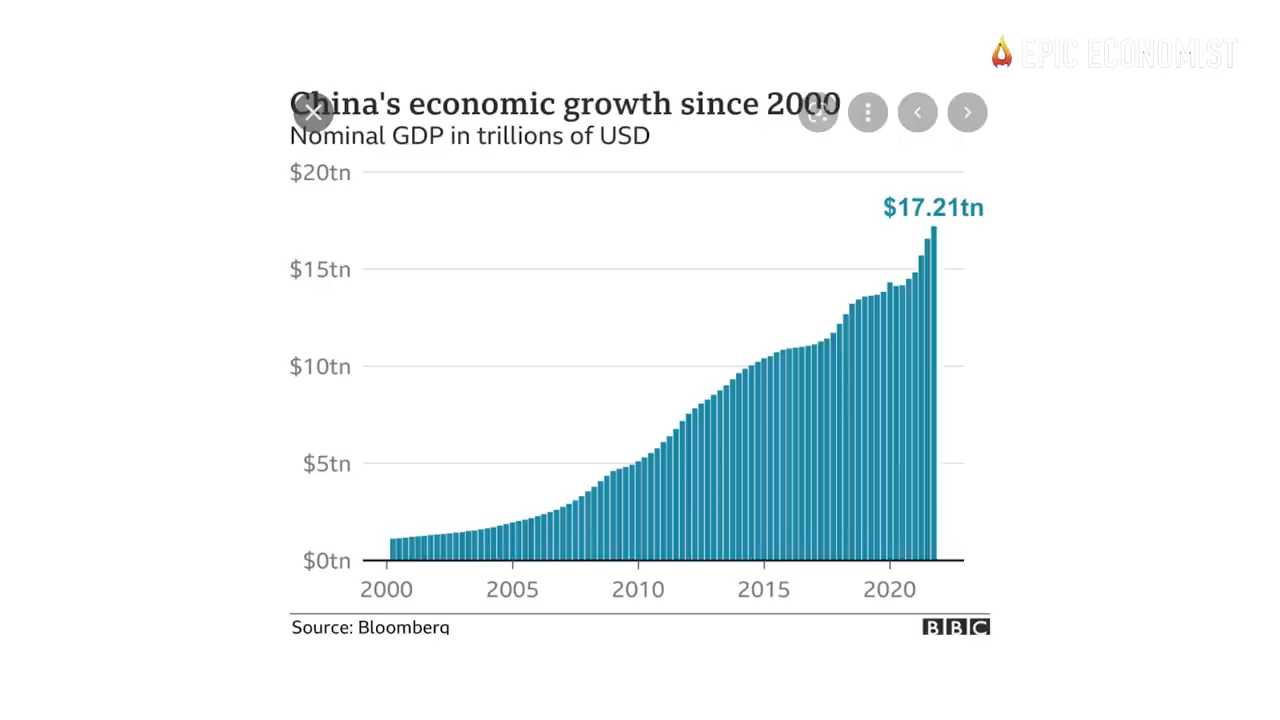 EPIC ECONOMIST
China's economic growth since 2000
Nominal GDP in trillions of USD
$20tn
$17.21tn
$15tn
$10tn
$5tn
$0tn
2000 2005 2010 2015 2020
Source: Bloomberg
BBC